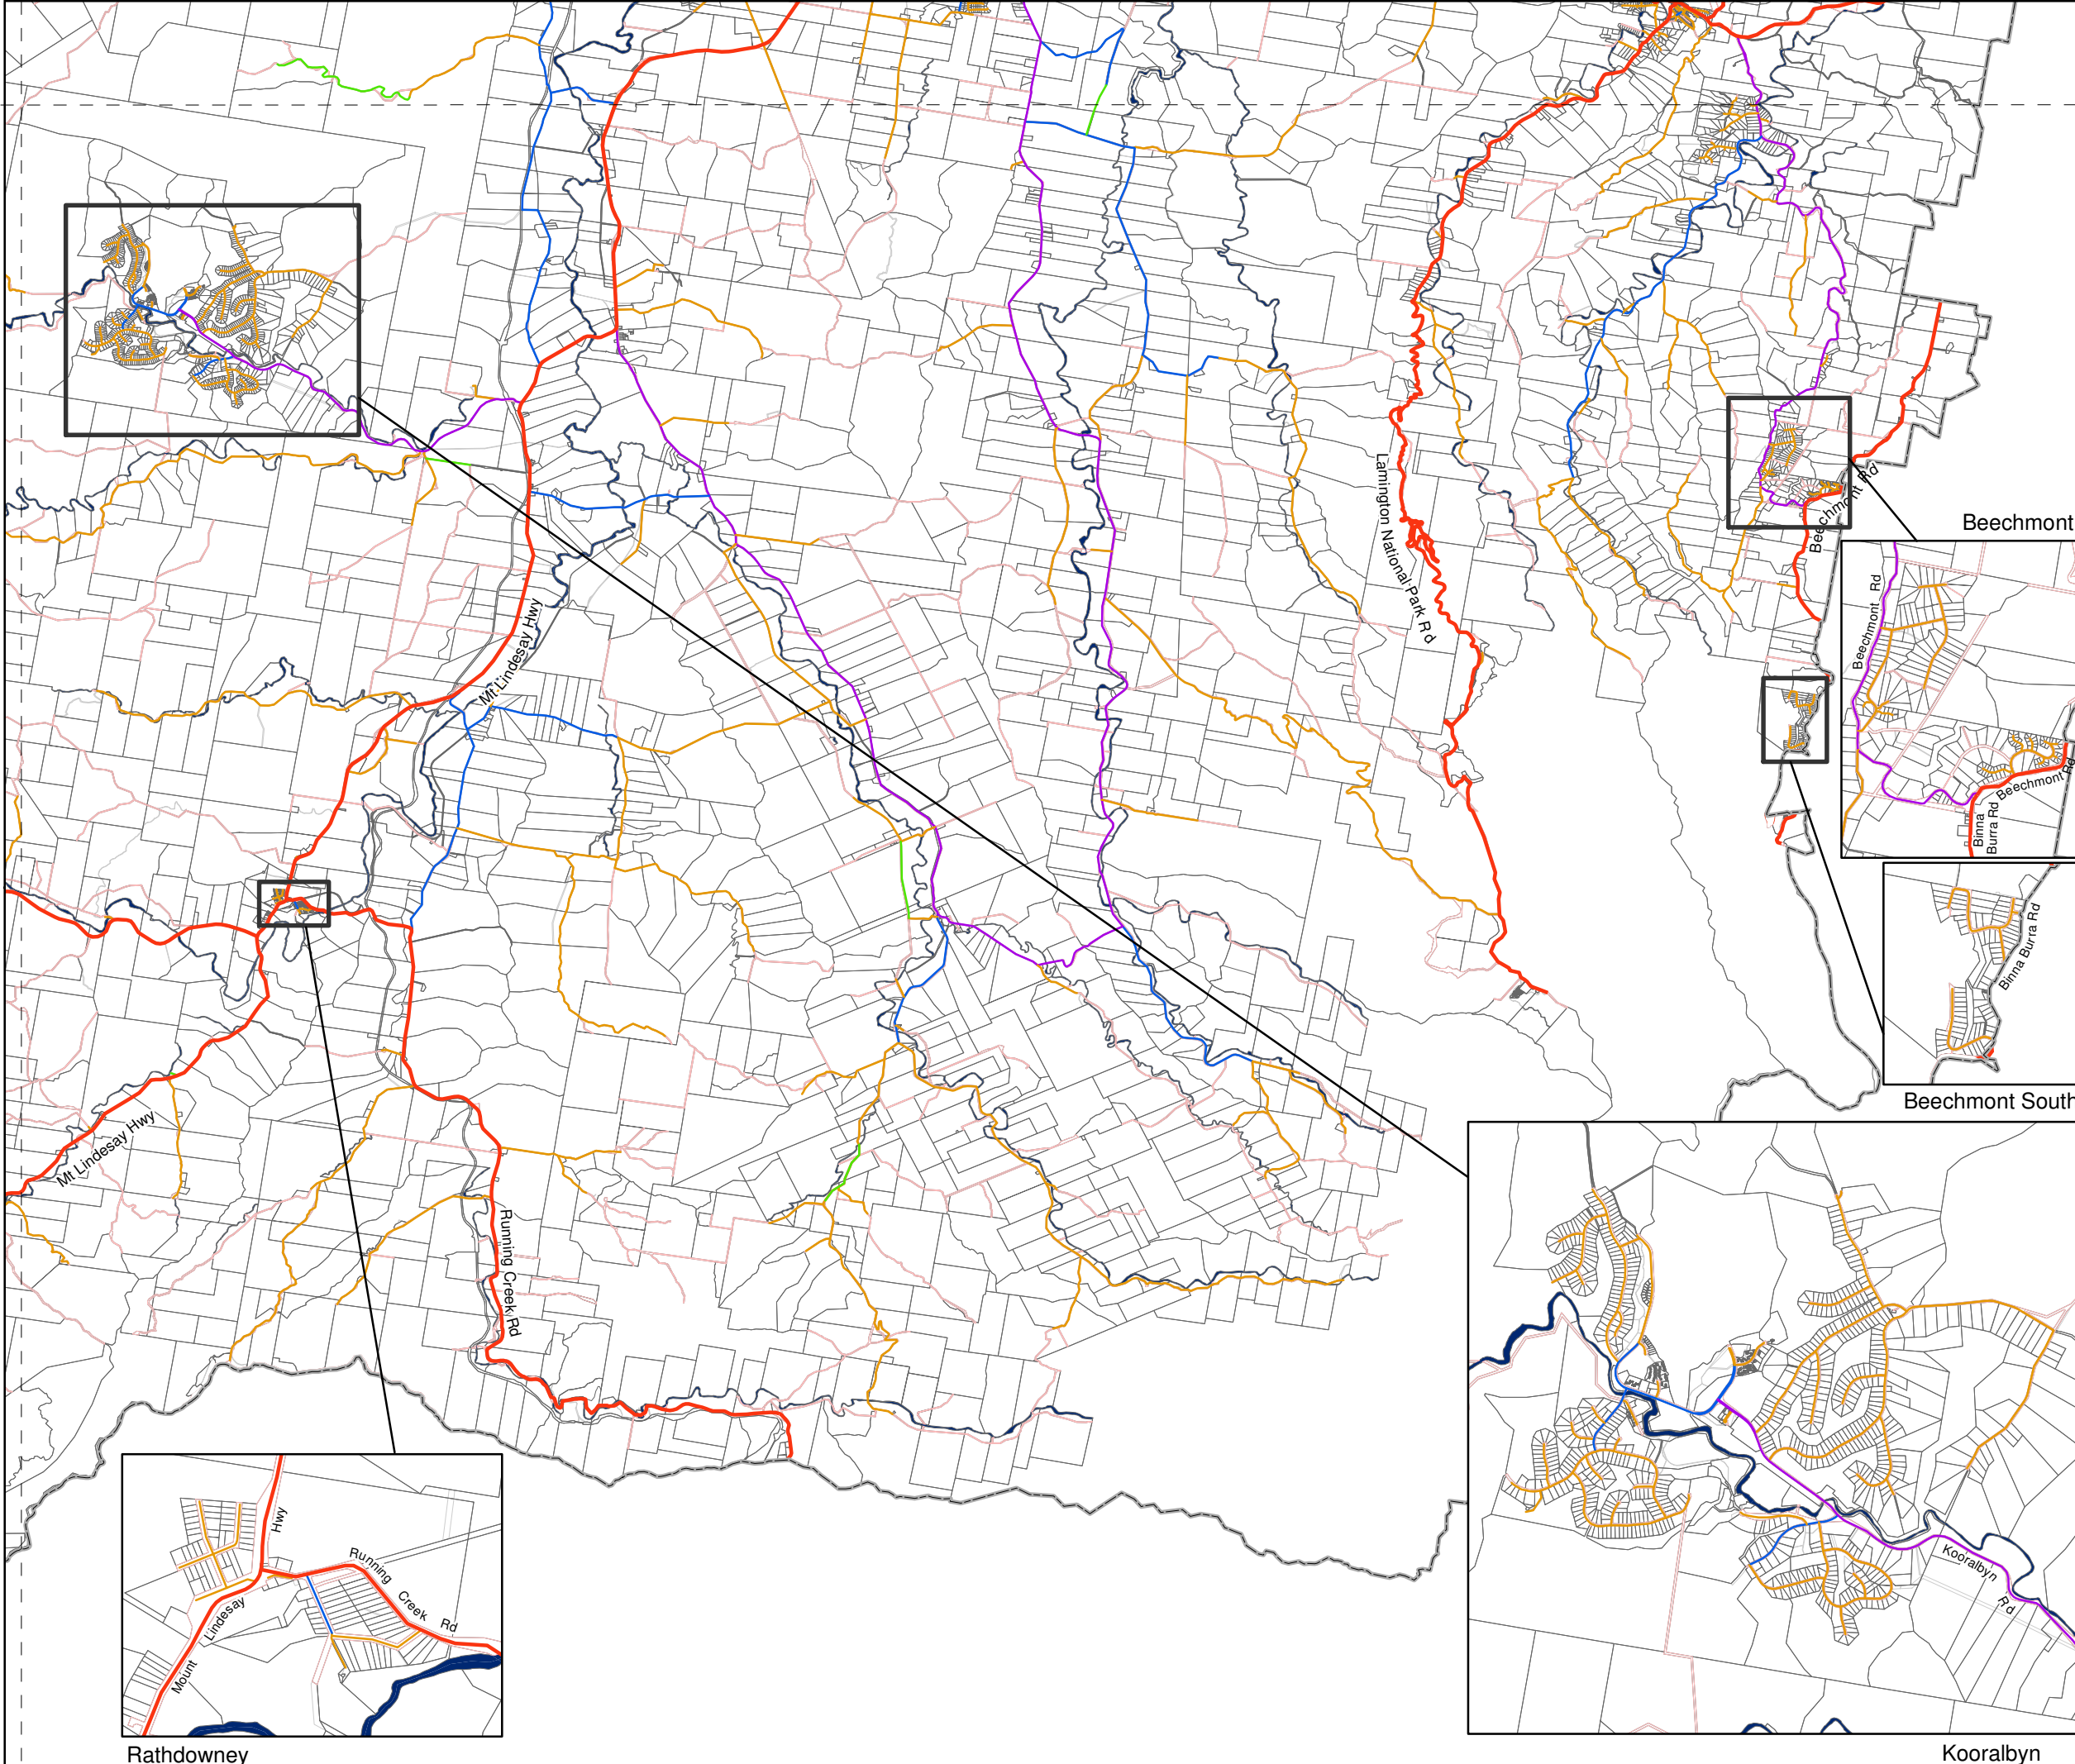 Lamington National Park Rd
Beechmont Rd
Beechmont
Beechmont Rd
Beechmont Rd
Binna
Burra Rd
Mt Lindesay Hwy
Binna Burra Rd
Beechmont South
Mt Lindesay Hwy
Running Creek Rd
Hwy
Running
Creek
Rd
Lindesay
Mount
Rathdowney
Kooralbyn
Rd
Kooralbyn